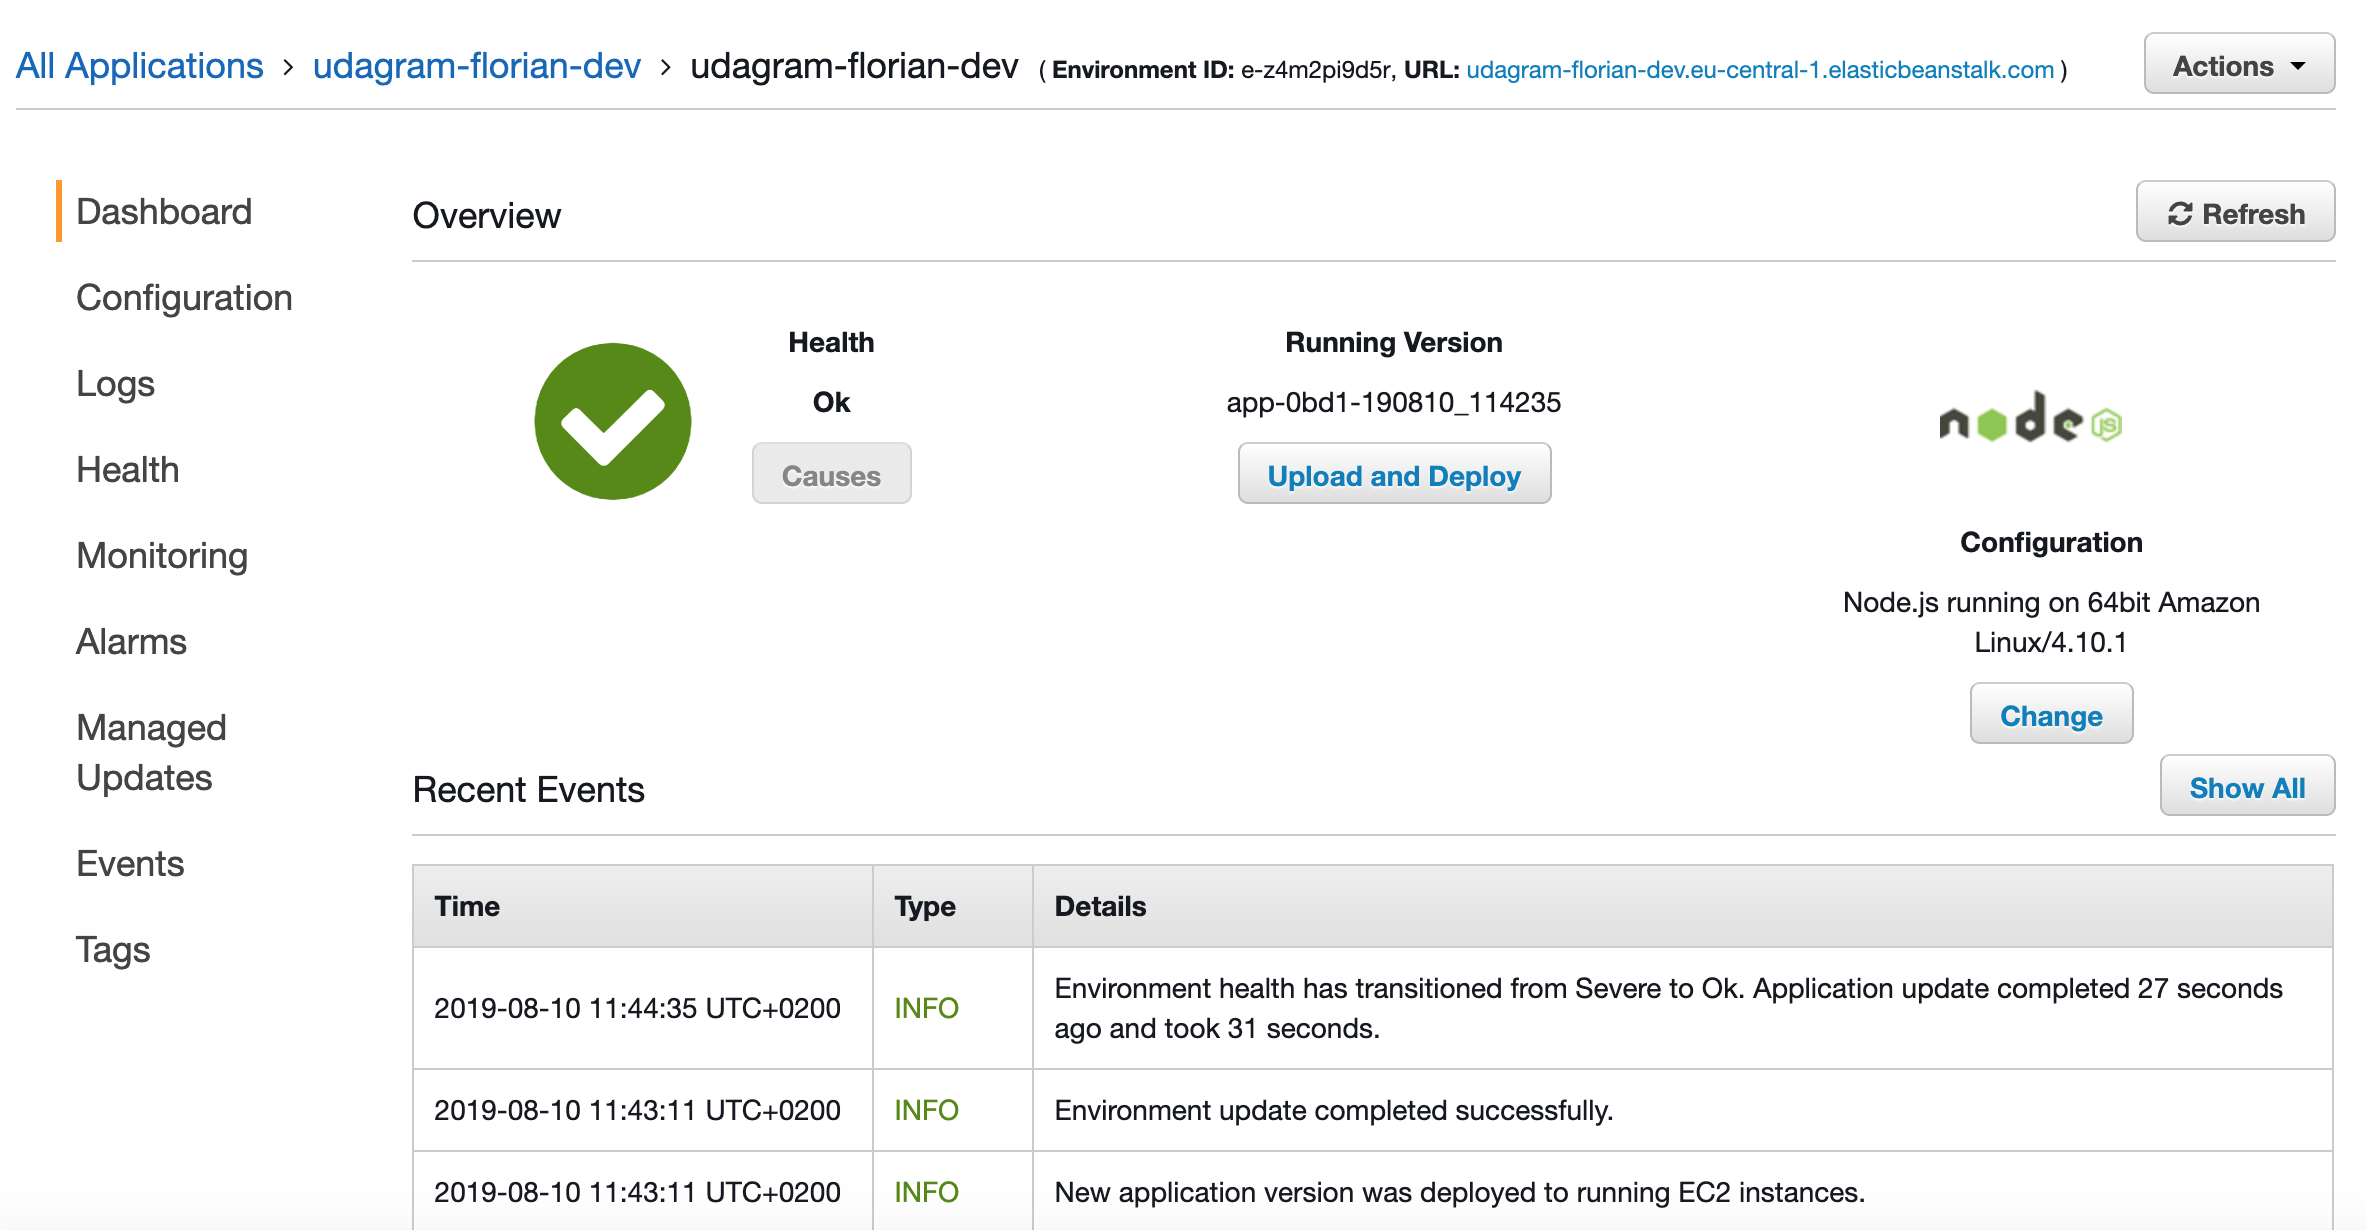 All Applications › udagram-florian-dev › udagram-florian-dev ( Environment ID: e-z4m2pi9d5r, URL: udagram-florian-dev.eu-central-1.elasticbeanstalk.com )
Actions
Dashboard
Configuration
Logs
Health
Monitoring
Alarms
Managed
Updates
Events
Tags
Overview
Refresh
Health
Ok
Causes
Running Version
app-0bd1-190810_114235
Upload and Deploy
node JS
Configuration
Node.js running on 64bit Amazon
Linux/4.10.1
Change
Recent Events
Show All
Time Type Details
2019-08-10 11:44:35 UTC+0200 INFO Environment health has transitioned from Severe to Ok. Application update completed 27 seconds
ago and took 31 seconds.
2019-08-10 11:43:11 UTC+0200 INFO Environment update completed successfully.
2019-08-10 11:43:11 UTC+0200 INFO New application version was deployed to running EC2 instances.